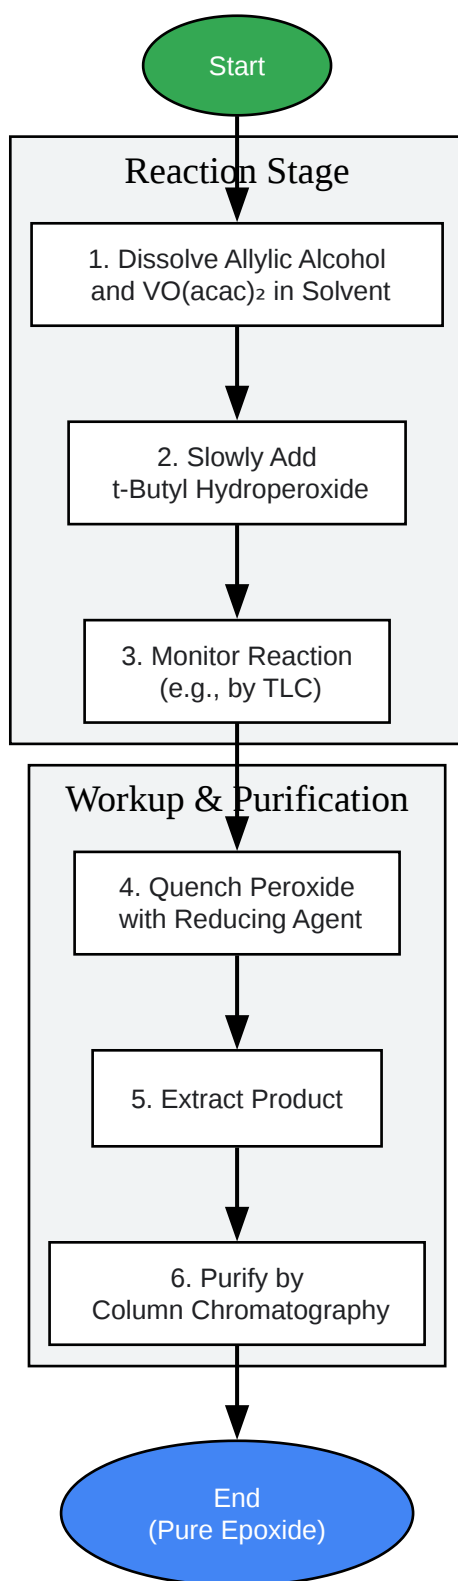 Start
Reaction Stage
1. Dissolve Allylic Alcohol
and VO(acac)₂ in Solvent
2. Slowly Add
t-Butyl Hydroperoxide
3. Monitor Reaction
(e.g., by TLC)
Workup & Purification
4. Quench Peroxide
with Reducing Agent
5. Extract Product
6. Purify by
Column Chromatography
End
(Pure Epoxide)